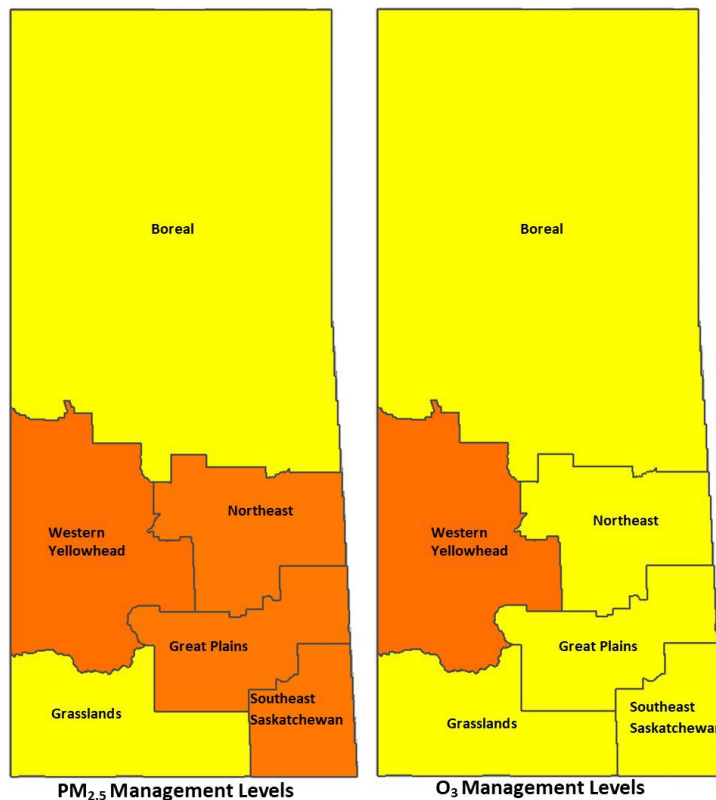 Boreal
Western
Yellowhead
Northeast
Great Plains
Southeast
Saskatchewan
Grasslands
PM₂.₅ Management Levels
Boreal
Western
Yellowhead
Northeast
Great Plains
Southeast
Saskatchewan
Grasslands
O₃ Management Levels